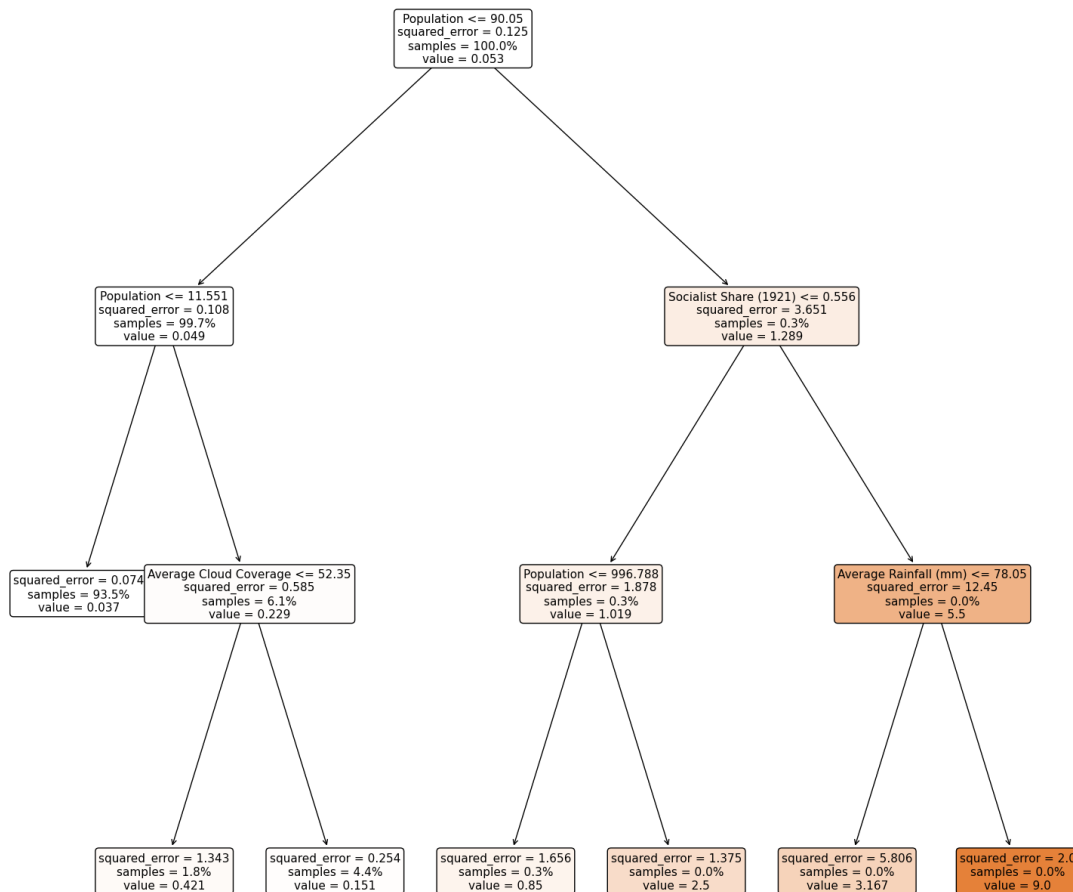 Population <= 90.05
squared_error = 0.125
samples = 100.0%
value = 0.053
Population <= 11.551
squared_error = 0.108
samples = 99.7%
value = 0.049
Socialist Share (1921) <= 0.556
squared_error = 3.651
samples = 0.3%
value = 1.289
squared_error = 0.074
samples = 93.5%
value = 0.037
Average Cloud Coverage <= 52.35
squared_error = 0.585
samples = 6.1%
value = 0.229
Population <= 996.788
squared_error = 1.878
samples = 0.3%
value = 1.019
Average Rainfall (mm) <= 78.05
squared_error = 12.45
samples = 0.0%
value = 5.5
squared_error = 1.343
samples = 1.8%
value = 0.421
squared_error = 0.254
samples = 4.4%
value = 0.151
squared_error = 1.656
samples = 0.3%
value = 0.85
squared_error = 1.375
samples = 0.0%
value = 2.5
squared_error = 5.806
samples = 0.0%
value = 3.167
squared_error = 2.0
samples = 0.0%
value = 9.0